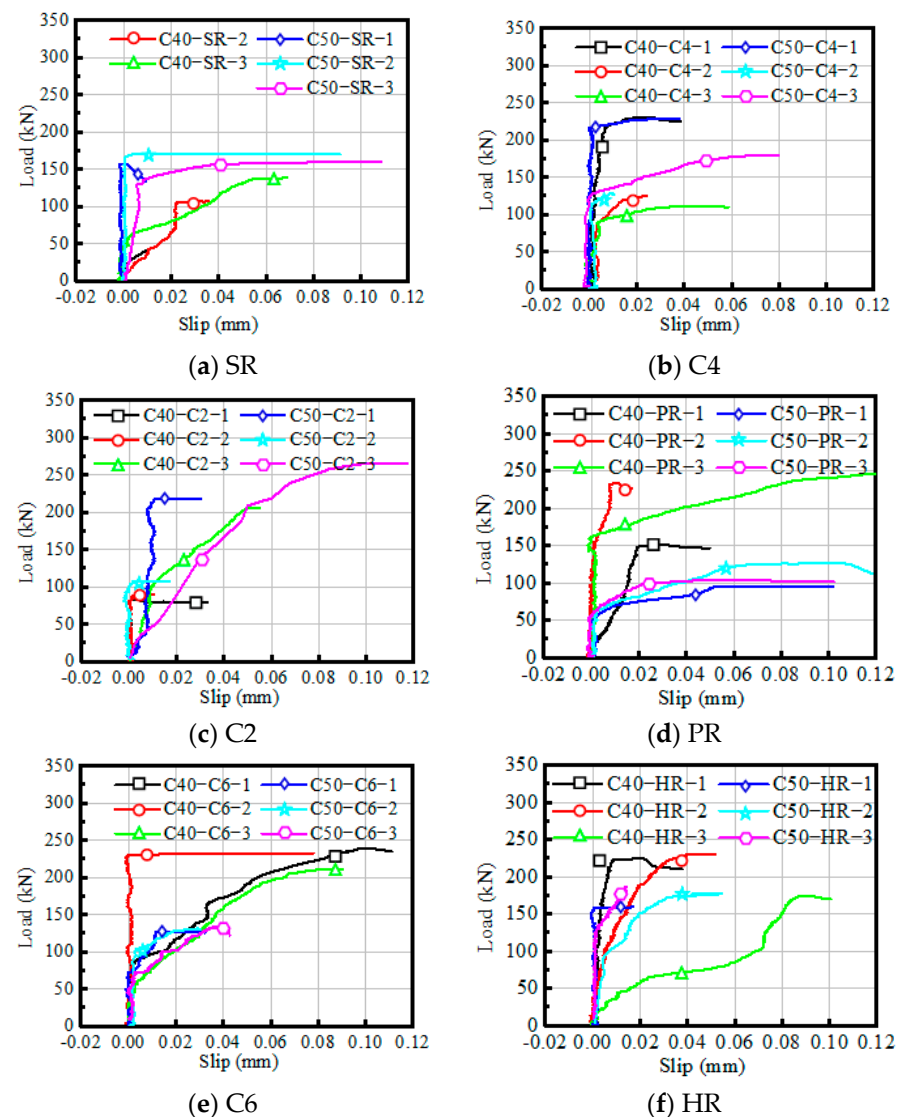 350
300
250
200
150
100
50
0
Load (kN)
C40-SR-2 C50-SR-1
C40-SR-3 C50-SR-2
C50-SR-3
-0.02 0.00 0.02 0.04 0.06 0.08 0.10 0.12
Slip (mm)
(a) SR
350
300
250
200
150
100
50
0
Load (kN)
C40-C4-1 C50-C4-1
C40-C4-2 C50-C4-2
C40-C4-3 C50-C4-3
-0.02 0.00 0.02 0.04 0.06 0.08 0.10 0.12
Slip (mm)
(b) C4
350
300
250
200
150
100
50
0
Load (kN)
C40-C2-1 C50-C2-1
C40-C2-2 C50-C2-2
C40-C2-3 C50-C2-3
-0.02 0.00 0.02 0.04 0.06 0.08 0.10 0.12
Slip (mm)
(c) C2
350
300
250
200
150
100
50
0
Load (kN)
C40-PR-1 C50-PR-1
C40-PR-2 C50-PR-2
C40-PR-3 C50-PR-3
-0.02 0.00 0.02 0.04 0.06 0.08 0.10 0.12
Slip (mm)
(d) PR
350
300
250
200
150
100
50
0
Load (kN)
C40-C6-1 C50-C6-1
C40-C6-2 C50-C6-2
C40-C6-3 C50-C6-3
-0.02 0.00 0.02 0.04 0.06 0.08 0.10 0.12
Slip (mm)
(e) C6
350
300
250
200
150
100
50
0
Load (kN)
C40-HR-1 C50-HR-1
C40-HR-2 C50-HR-2
C40-HR-3 C50-HR-3
-0.02 0.00 0.02 0.04 0.06 0.08 0.10 0.12
Slip (mm)
(f) HR